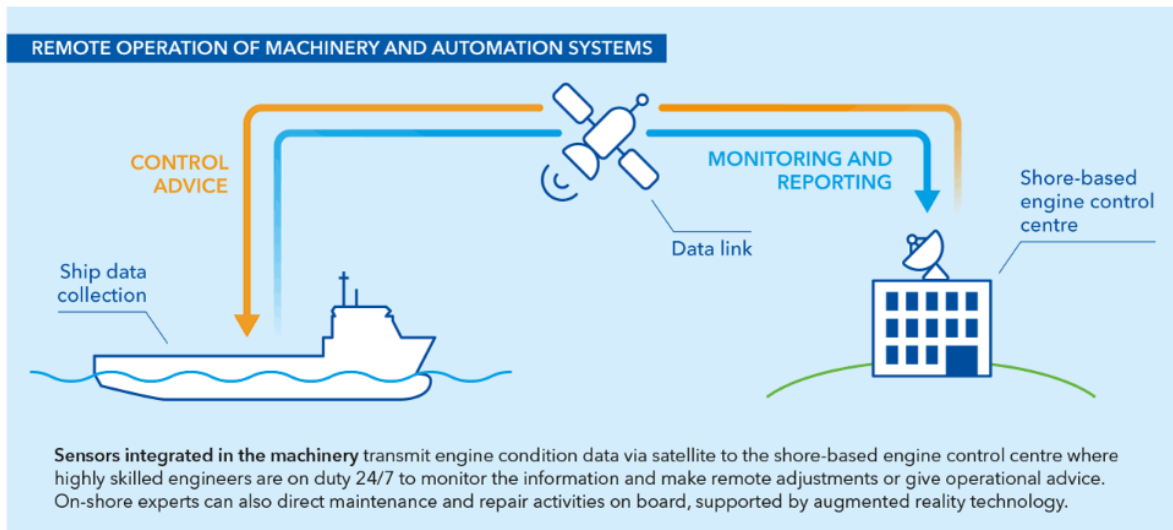 REMOTE OPERATION OF MACHINERY AND AUTOMATION SYSTEMS
CONTROL
ADVICE
MONITORING AND
REPORTING
Shore-based
engine control
centre
Data link
Ship data
collection
Sensors integrated in the machinery transmit engine condition data via satellite to the shore-based engine control centre where
highly skilled engineers are on duty 24/7 to monitor the information and make remote adjustments or give operational advice.
On-shore experts can also direct maintenance and repair activities on board, supported by augmented reality technology.